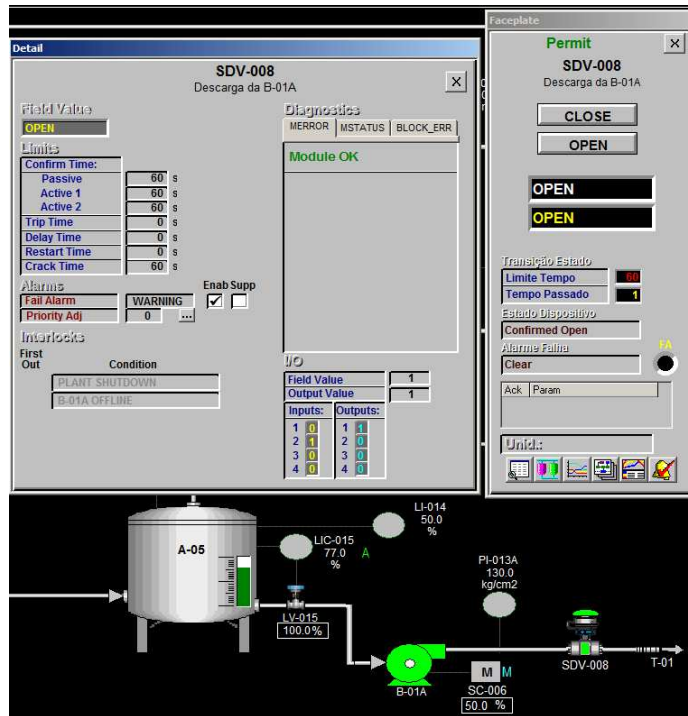 Detail
SDV-008
Descarga da B-01A
Field Value
OPEN
Limits
Confirm Time:
Passive 60 s
Active 1 60 s
Active 2 60 s
Trip Time 0 s
Delay Time 0 s
Restart Time 0 s
Crack Time 60 s
Alarms Enab Supp
Fail Alarm WARNING
Priority Adj 0 ...
Interlocks
First
Out Condition
PLANT SHUTDOWN
B-01A OFFLINE
Diagnostics
MERROR MSTATUS BLOCK_ERR
Module OK
I/O
Field Value 1
Output Value 1
Inputs: Outputs:
1 0 1 1
2 1 2 0
3 0 3 0
4 0 4 0
Faceplate
Permit
SDV-008
Descarga da B-01A
CLOSE
OPEN
OPEN
OPEN
Transição Estado
Limite Tempo 60
Tempo Passado 1
Estado Dispositivo
Confirmed Open
Alarme Falha FA
Clear
Ack Param
Unid.:
A-05
LI-014
50.0
%
LIC-015
77.0 A
%
LV-015
100.0%
PI-013A
130.0
kg/cm2
B-01A
M M
SC-006
50.0 %
SDV-008
T-01